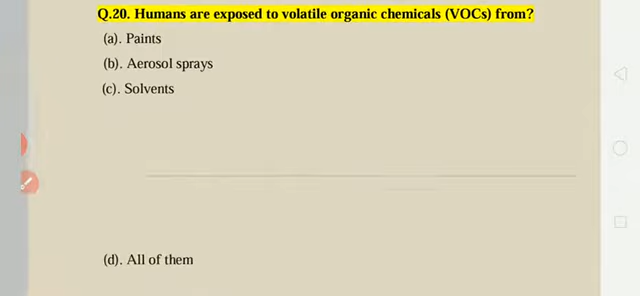 Q.20. Humans are exposed to volatile organic chemicals (VOCs) from?
(a). Paints
(b). Aerosol sprays
(c). Solvents
(d). All of them